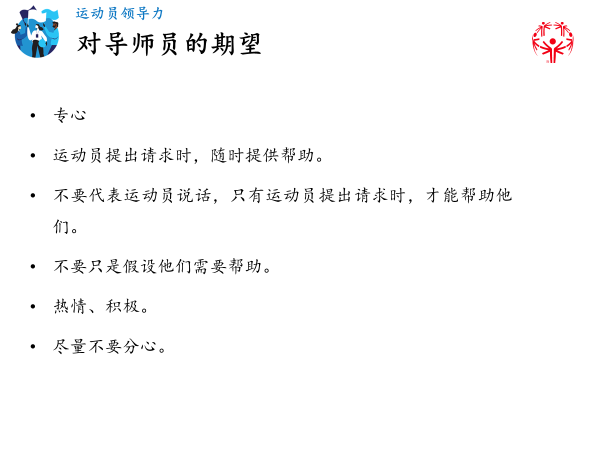 运动员领导力
对导师员的期望
• 专心
• 运动员提出请求时，随时提供帮助。
• 不要代表运动员说话，只有运动员提出请求时，才能帮助他
们。
• 不要只是假设他们需要帮助。
• 热情、积极。
• 尽量不要分心。